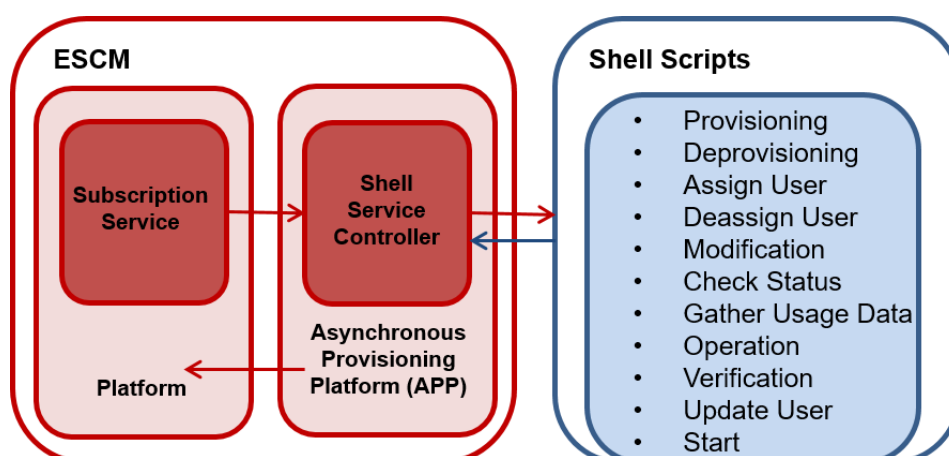 ESCM
Subscription
Service
Platform
Shell
Service
Controller
Asynchronous
Provisioning
Platform (APP)
Shell Scripts
• Provisioning
• Deprovisioning
• Assign User
• Deassign User
• Modification
• Check Status
• Gather Usage Data
• Operation
• Verification
• Update User
• Start